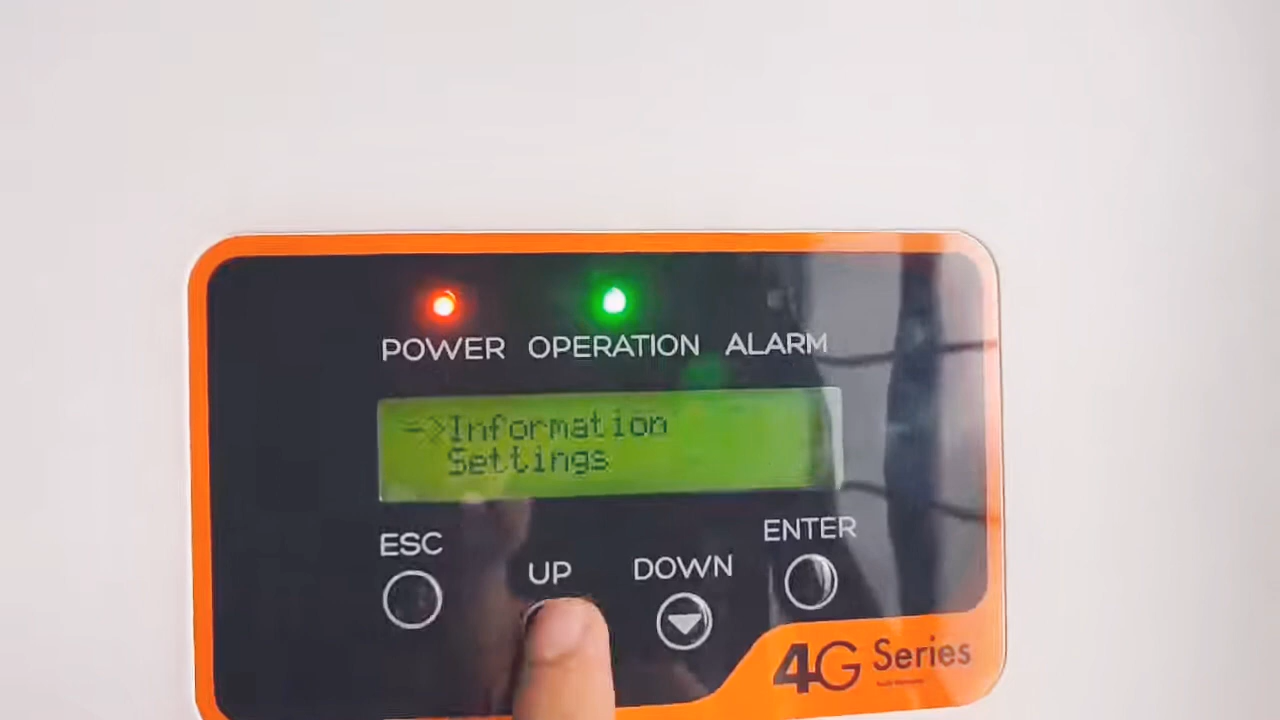 POWER OPERATION ALARM
->Information
Settings
ESC UP DOWN ENTER
4G Series